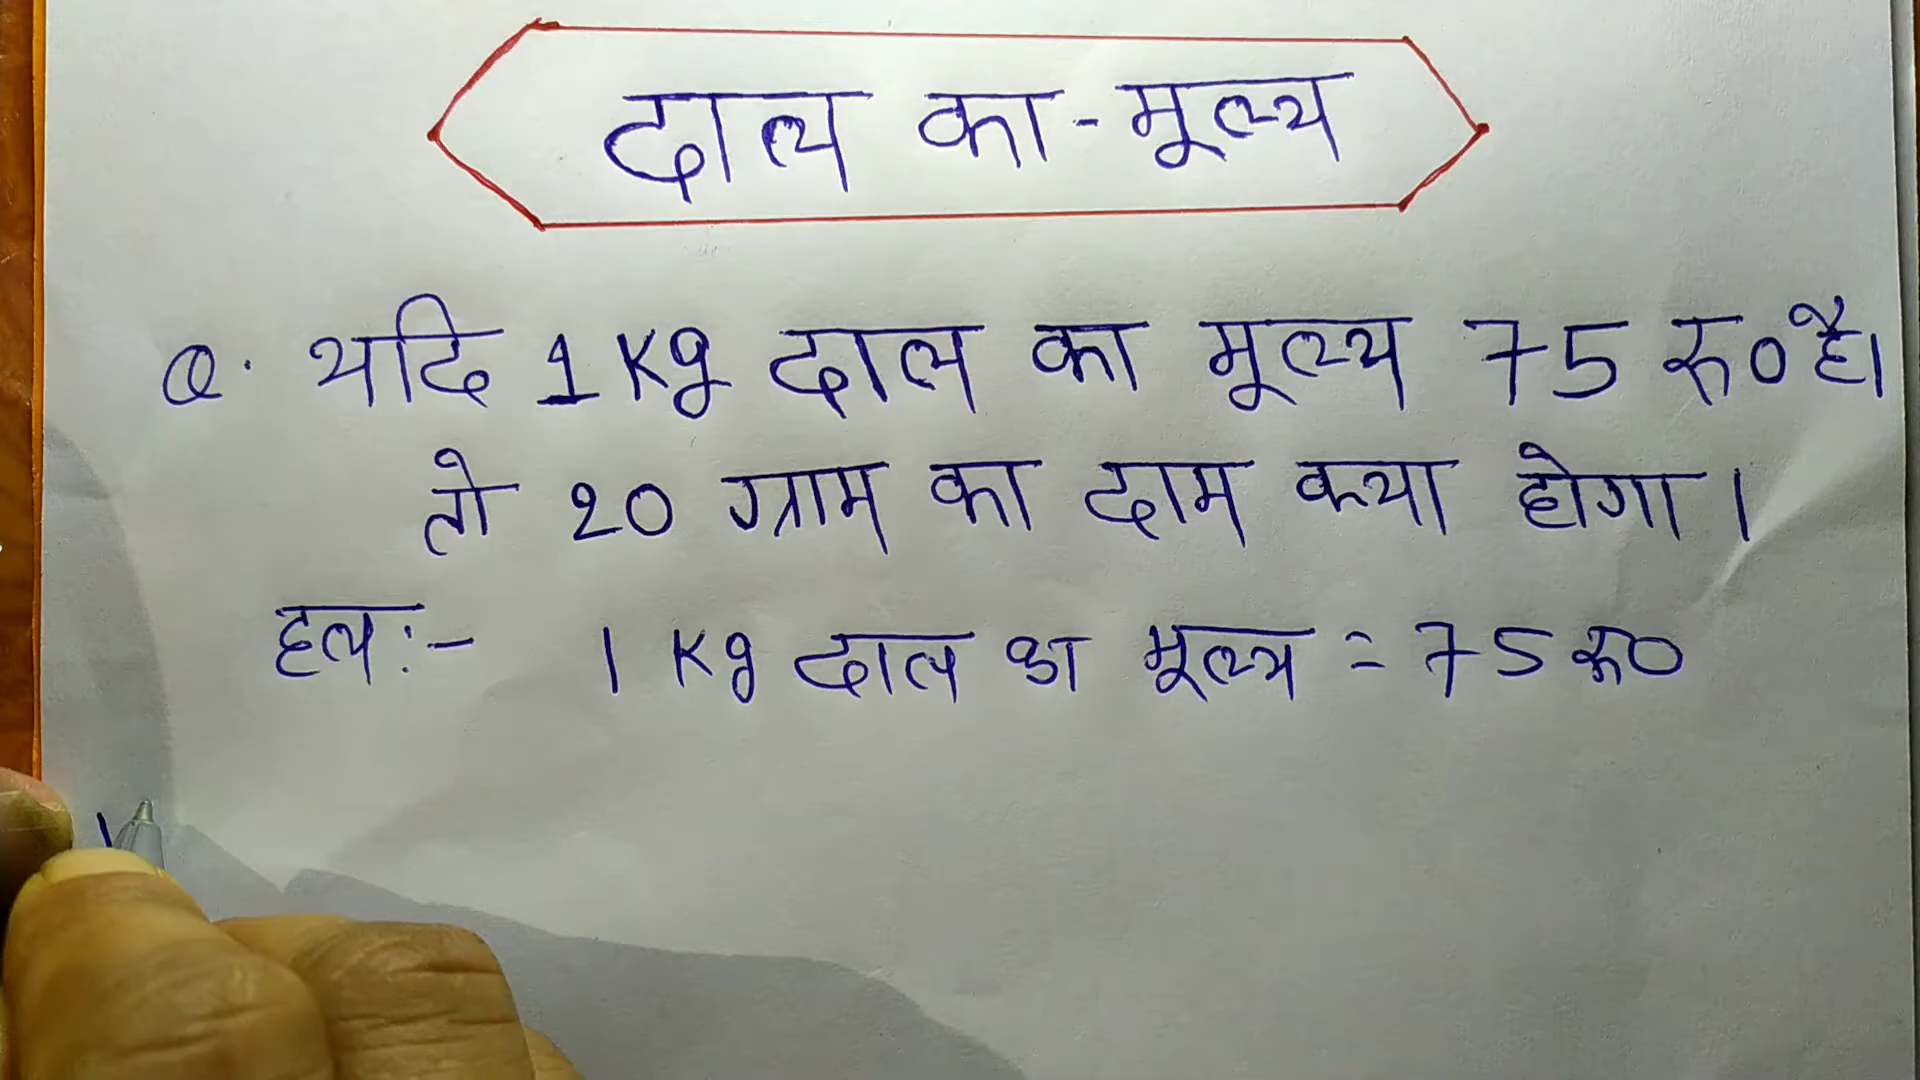 दाल का-मूल्य
Q. यदि 1 Kg दाल का मूल्य 75 रु० है।
तो 20 ग्राम का दाम क्या होगा।
हल:- 1 Kg दाल का मूल्य = 75 रु०